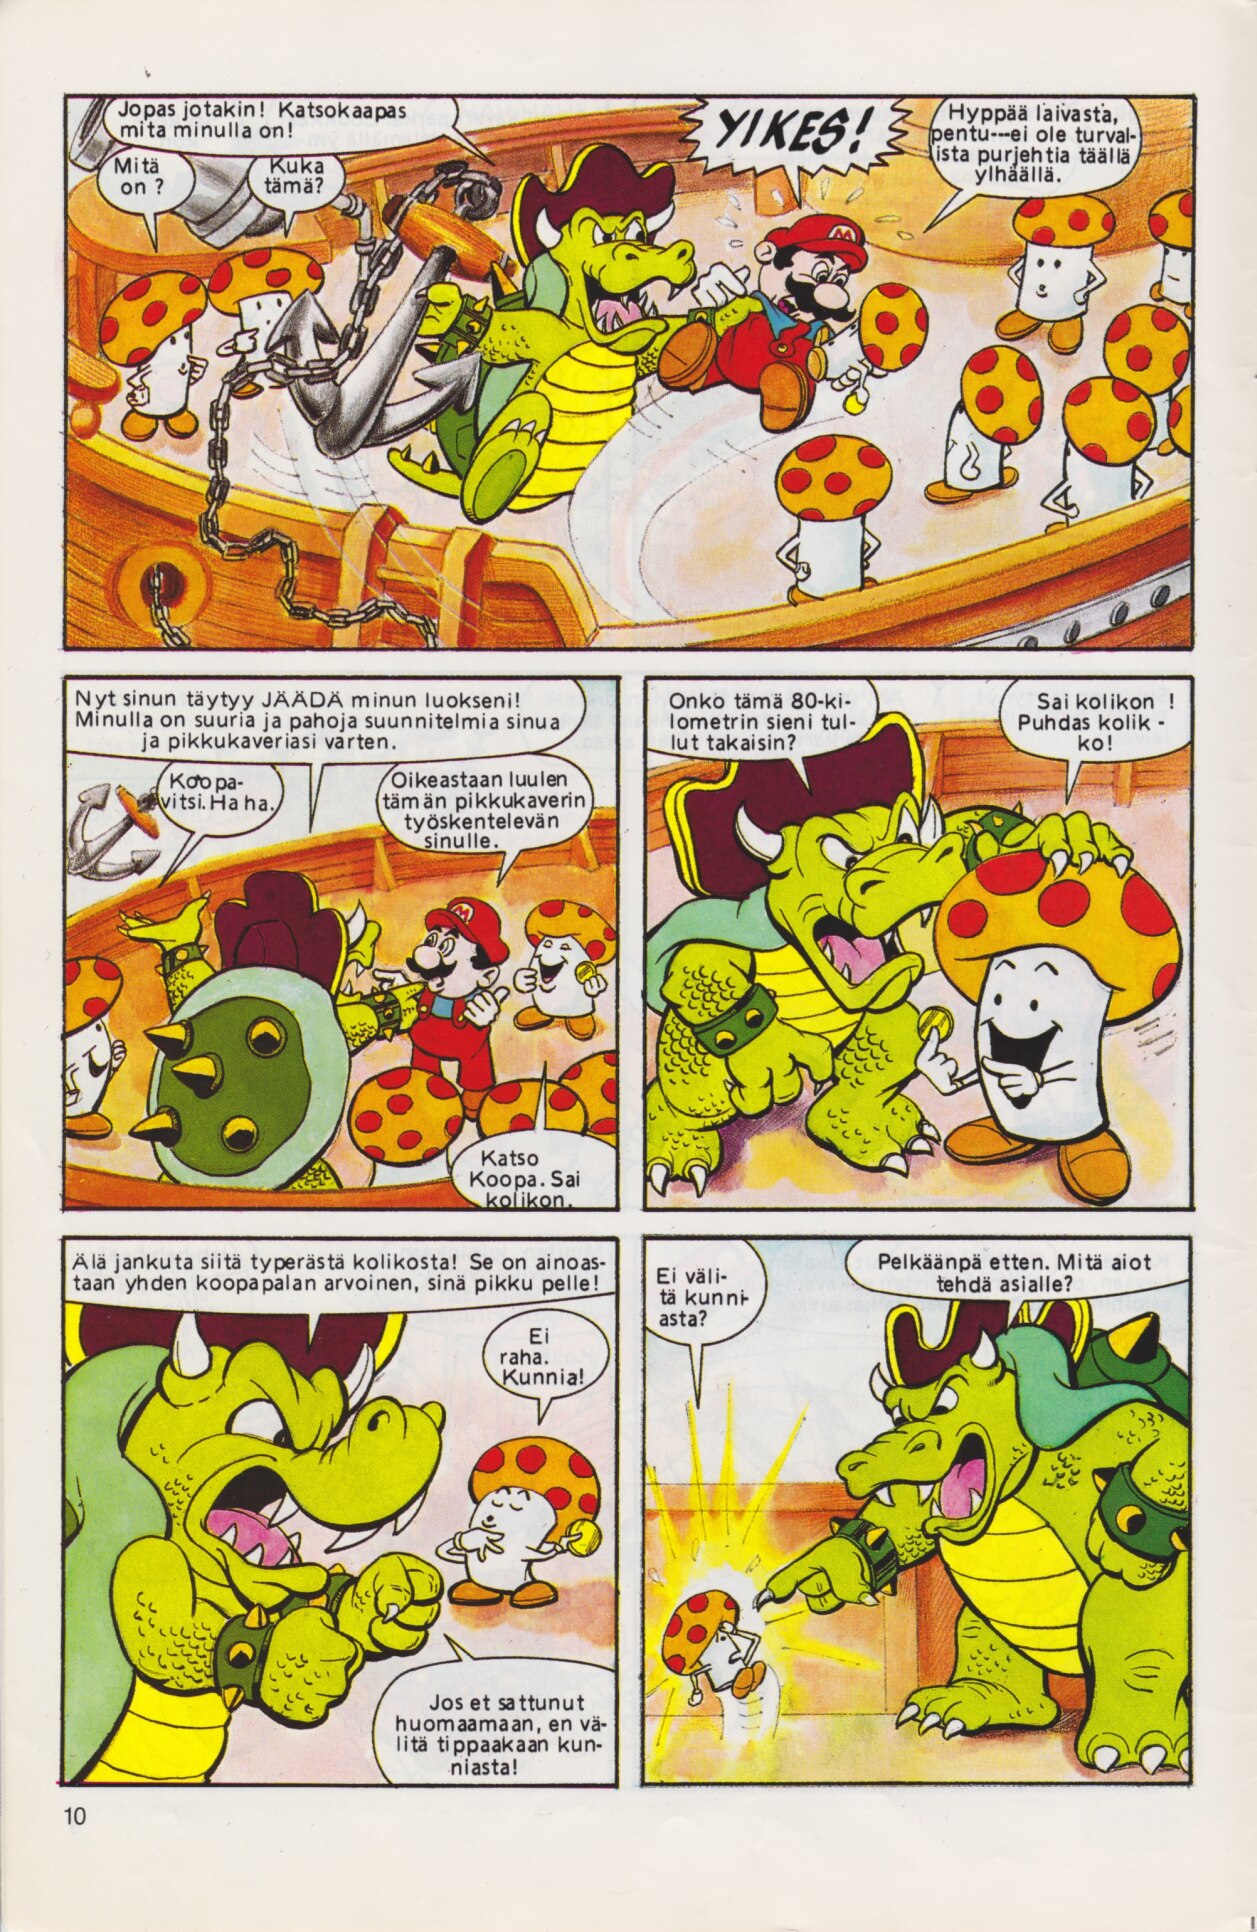 Jopas jotakin! Katsokaapas
mita minulla on!
Mitä
on ?
Kuka
tämä?
YIKES!
Hyppää laivasta,
pentu---ei ole turval-
ista purjehtia täällä
ylhäällä.
M
Nyt sinun täytyy JÄÄDÄ minun luokseni!
Minulla on suuria ja pahoja suunnitelmia sinua
ja pikkukaveriasi varten.
Koopa-
vitsi. Ha ha.
Oikeastaan luulen
tämän pikkukaverin
työskentelevän
sinulle.
M
Katso
Koopa. Sai
kolikon.
Onko tämä 80-ki-
lometrin sieni tul-
lut takaisin?
Sai kolikon !
Puhdas kolik -
ko!
Älä jankuta siitä typerästä kolikosta! Se on ainoas-
taan yhden koopapalan arvoinen, sinä pikku pelle!
Ei
raha.
Kunnia!
Jos et sattunut
huomaamaan, en vä-
litä tippaakaan kun-
niasta!
Ei väli-
tä kunni-
asta?
Pelkäänpä etten. Mitä aiot
tehdä asialle?
10